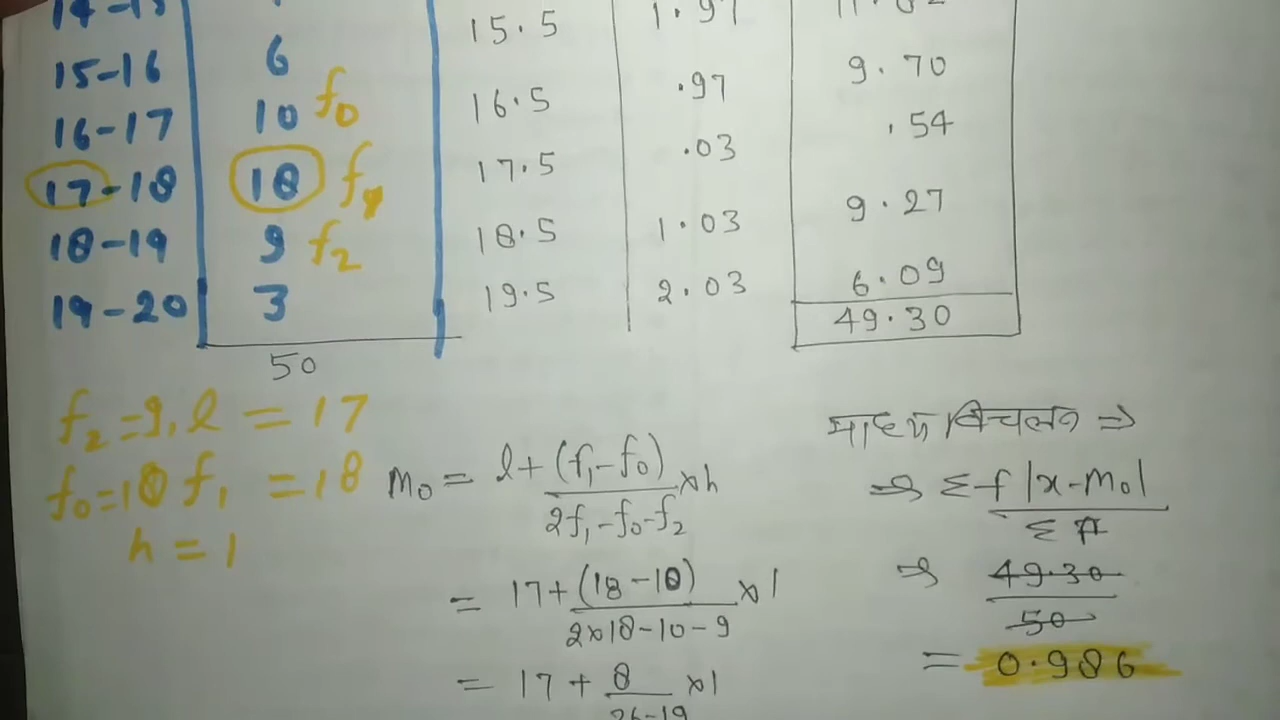 15.5 1.97
15-16 6 16.5 .97 9.70
16-17 10 f0 17.5 .03 .54
17-18 18 f1 18.5 1.03 9.27
18-19 9 f2 19.5 2.03 6.09
19-20 3 49.30
50
f2=9, l = 17
f0=10 f1 = 18
h = 1
M0 = l + (f1-f0) / 2f1-f0-f2 × h
= 17 + (18-10) / 2×18-10-9 × 1
= 17 + 8 / 36-19 × 1
विचलन ⇒
⇒ Σf |x-M0| / Σf
⇒ 49.30 / 50
= 0.986